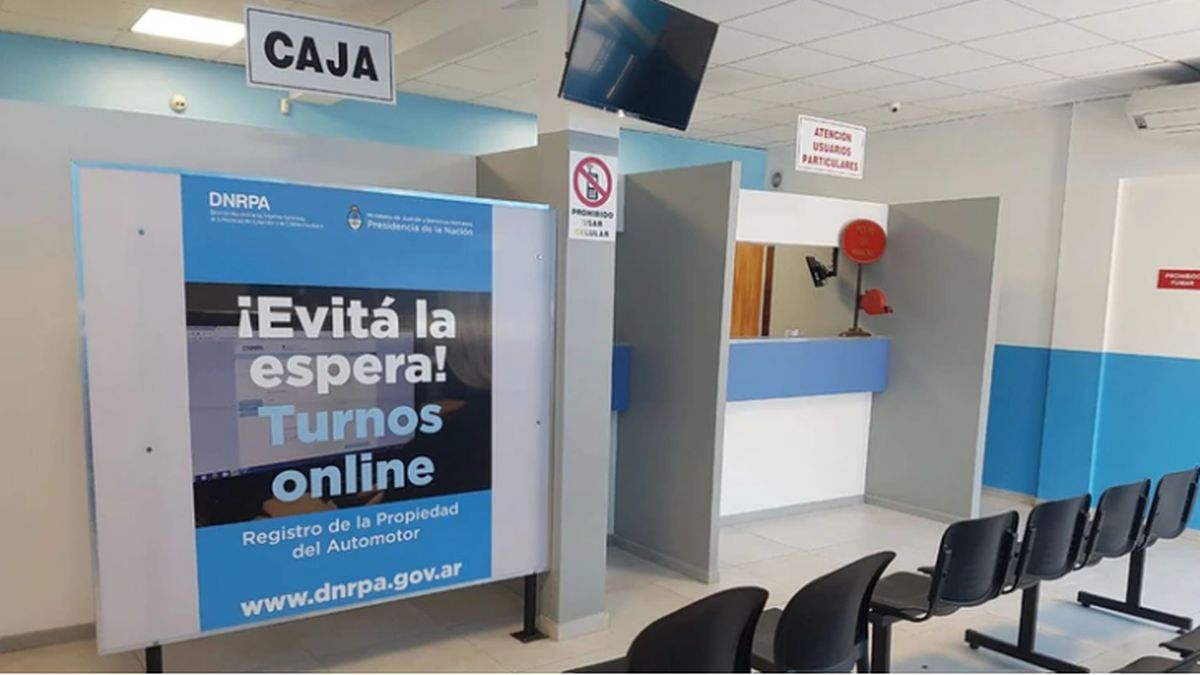 CAJA
DNRPA
Presidencia de la Nación
¡Evitá la
espera!
Turnos
online
Registro de la Propiedad
del Automotor
www.dnrpa.gov.ar
PROHIBIDO
USAR
CELULAR
ATENCIÓN
USUARIOS
PARTICULARES
PROHIBIDO
FUMAR